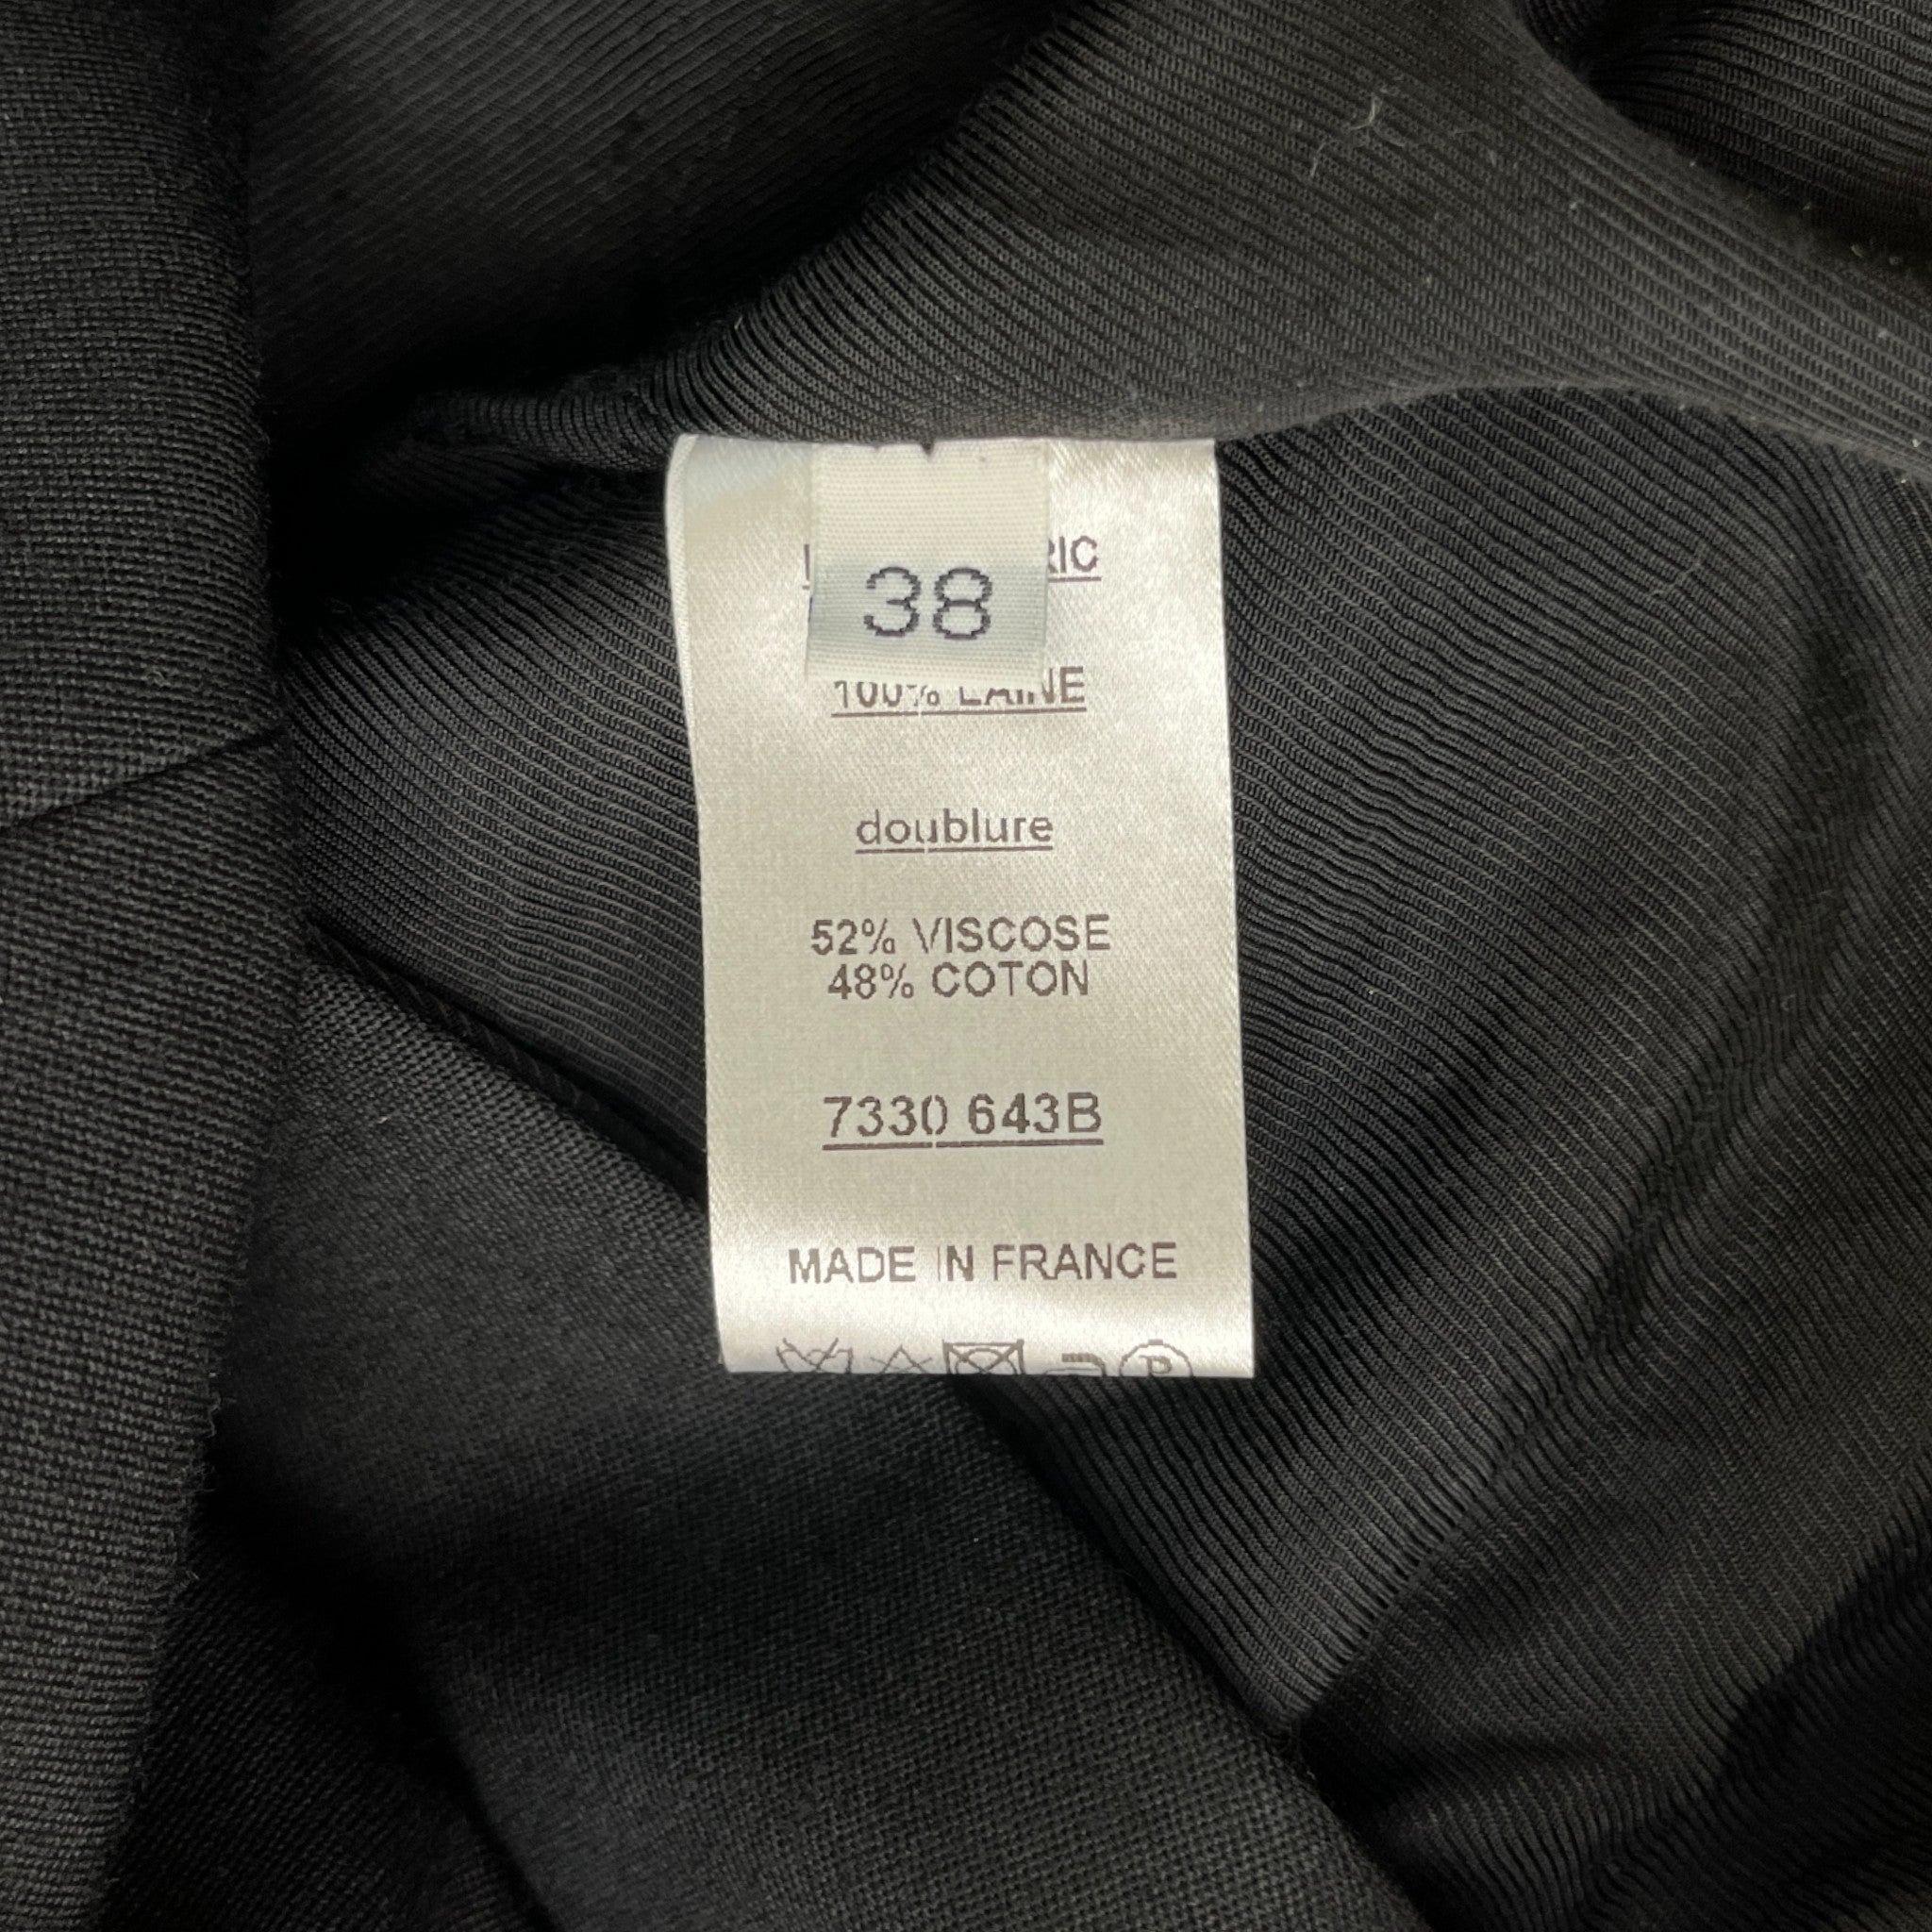 38
100% LAINE
doublure
52% VISCOSE
48% COTON
7330 643B
MADE IN FRANCE
P